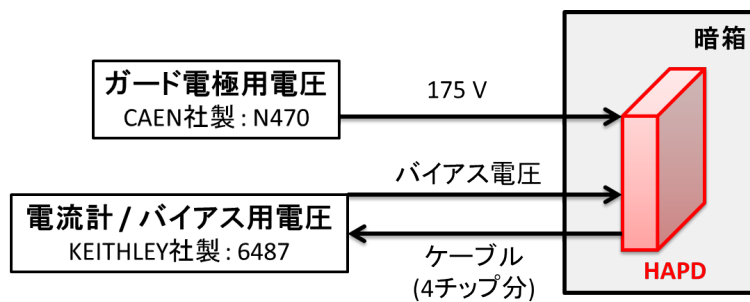 暗箱
ガード電極用電圧
CAEN社製 : N470
175 V
バイアス電圧
電流計 / バイアス用電圧
KEITHLEY社製 : 6487
ケーブル
(4チップ分)
HAPD